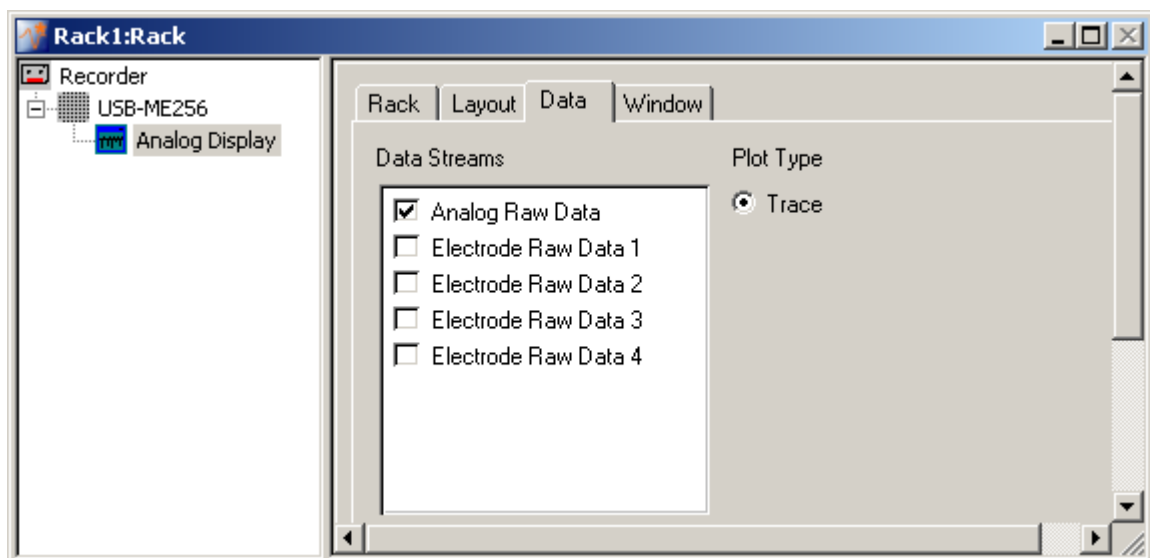 Rack1:Rack
Recorder
USB-ME256
Analog Display
Rack Layout Data Window
Data Streams
Plot Type
Analog Raw Data
Trace
Electrode Raw Data 1
Electrode Raw Data 2
Electrode Raw Data 3
Electrode Raw Data 4